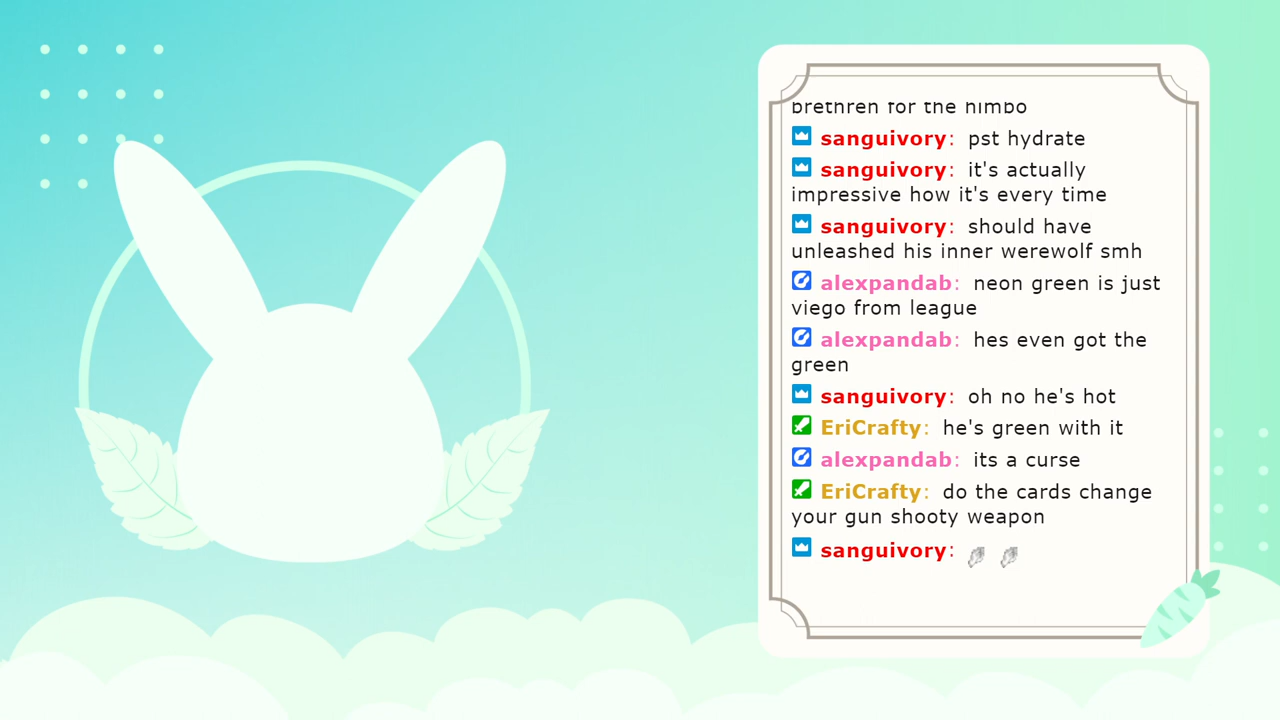 brethren for the himbo
sanguivory: pst hydrate
sanguivory: it's actually
impressive how it's every time
sanguivory: should have
unleashed his inner werewolf smh
alexpandab: neon green is just
viego from league
alexpandab: hes even got the
green
sanguivory: oh no he's hot
EriCrafty: he's green with it
alexpandab: its a curse
EriCrafty: do the cards change
your gun shooty weapon
sanguivory: